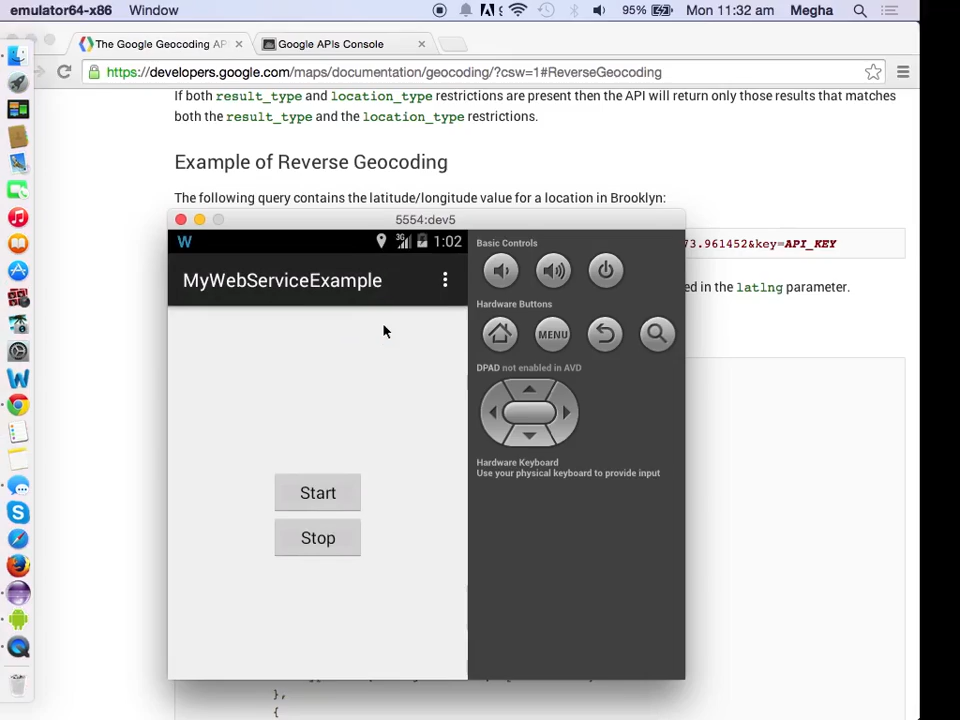 emulator64-x86 Window 95% Mon 11:32 am Megha
The Google Geocoding AP × Google APIs Console ×
https://developers.google.com/maps/documentation/geocoding/?csw=1#ReverseGeocoding
If both result_type and location_type restrictions are present then the API will return only those results that matches
both the result_type and the location_type restrictions.
Example of Reverse Geocoding
The following query contains the latitude/longitude value for a location in Brooklyn:
5554:dev5
W 3G 1:02
Basic Controls
73.961452&key=API_KEY
MyWebServiceExample
ed in the latlng parameter.
Hardware Buttons
MENU
DPAD not enabled in AVD
Hardware Keyboard
Use your physical keyboard to provide input
Start
Stop
},
{